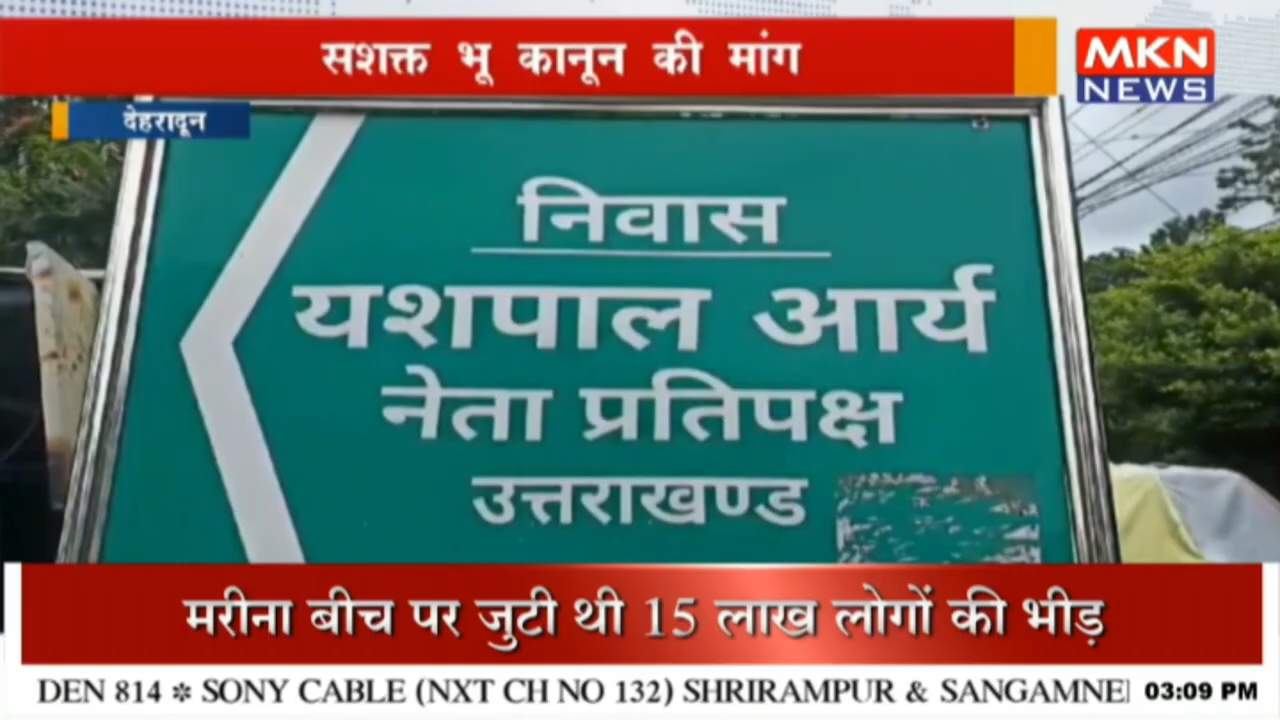 सशक्त भू कानून की मांग
MKN
NEWS
देहरादून
निवास
यशपाल आर्य
नेता प्रतिपक्ष
उत्तराखण्ड
मरीना बीच पर जुटी थी 15 लाख लोगों की भीड़
DEN 814 * SONY CABLE (NXT CH NO 132) SHRIRAMPUR & SANGAMNE
03:09 PM